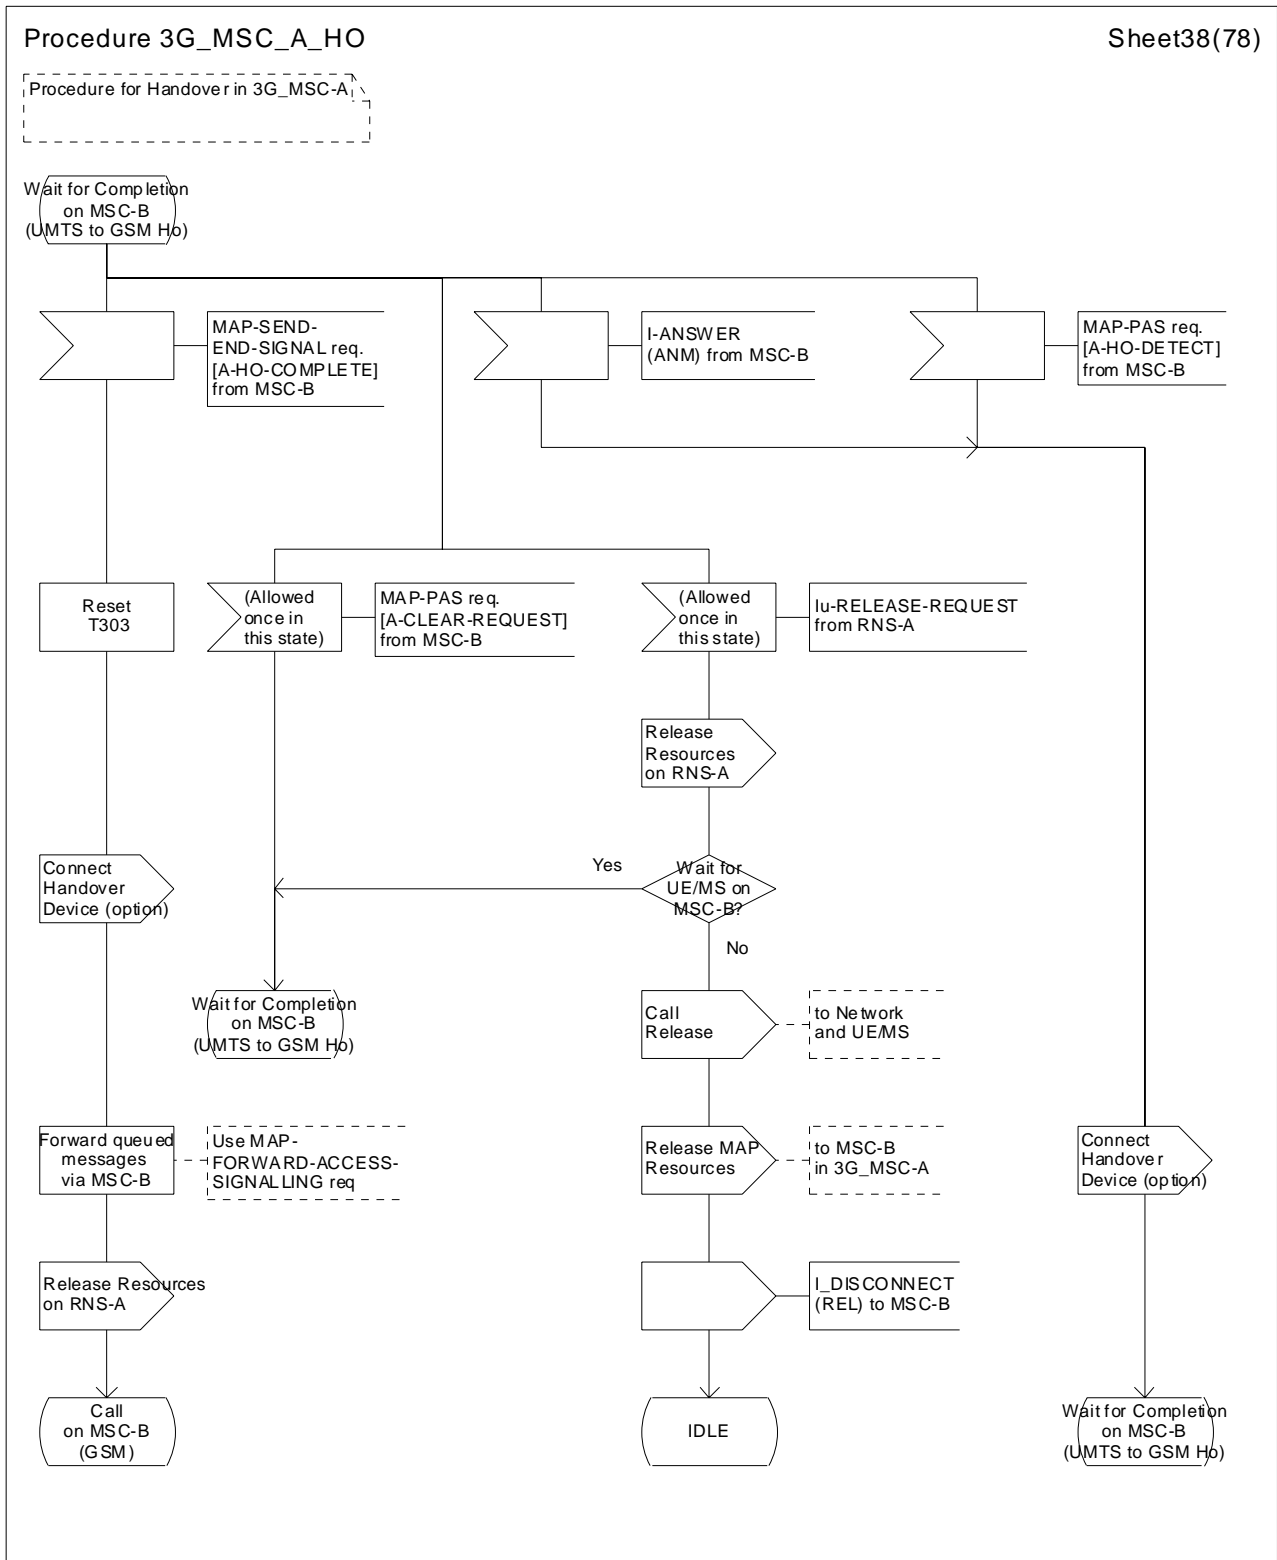 Procedure 3G_MSC_A_HO
Sheet38(78)
Procedure for Handover in 3G_MSC-A
Wait for Completion
on MSC-B
(UMTS to GSM Ho)
MAP-SEND-
END-SIGNAL req.
[A-HO-COMPLETE]
from MSC-B
I-ANSWER
(ANM) from MSC-B
MAP-PAS req.
[A-HO-DETECT]
from MSC-B
Reset
T303
(Allowed
once in
this state)
MAP-PAS req.
[A-CLEAR-REQUEST]
from MSC-B
(Allowed
once in
this state)
Iu-RELEASE-REQUEST
from RNS-A
Release
Resources
on RNS-A
Connect
Handover
Device (option)
Yes
Wait for
UE/MS on
MSC-B?
No
Wait for Completion
on MSC-B
(UMTS to GSM Ho)
Call
Release
to Network
and UE/MS
Forward queued
messages
via MSC-B
Use MAP-
FORWARD-ACCESS-
SIGNALLING req
Release MAP
Resources
to MSC-B
in 3G_MSC-A
Connect
Handover
Device (option)
Release Resources
on RNS-A
I_DISCONNECT
(REL) to MSC-B
Call
on MSC-B
(GSM)
IDLE
Wait for Completion
on MSC-B
(UMTS to GSM Ho)